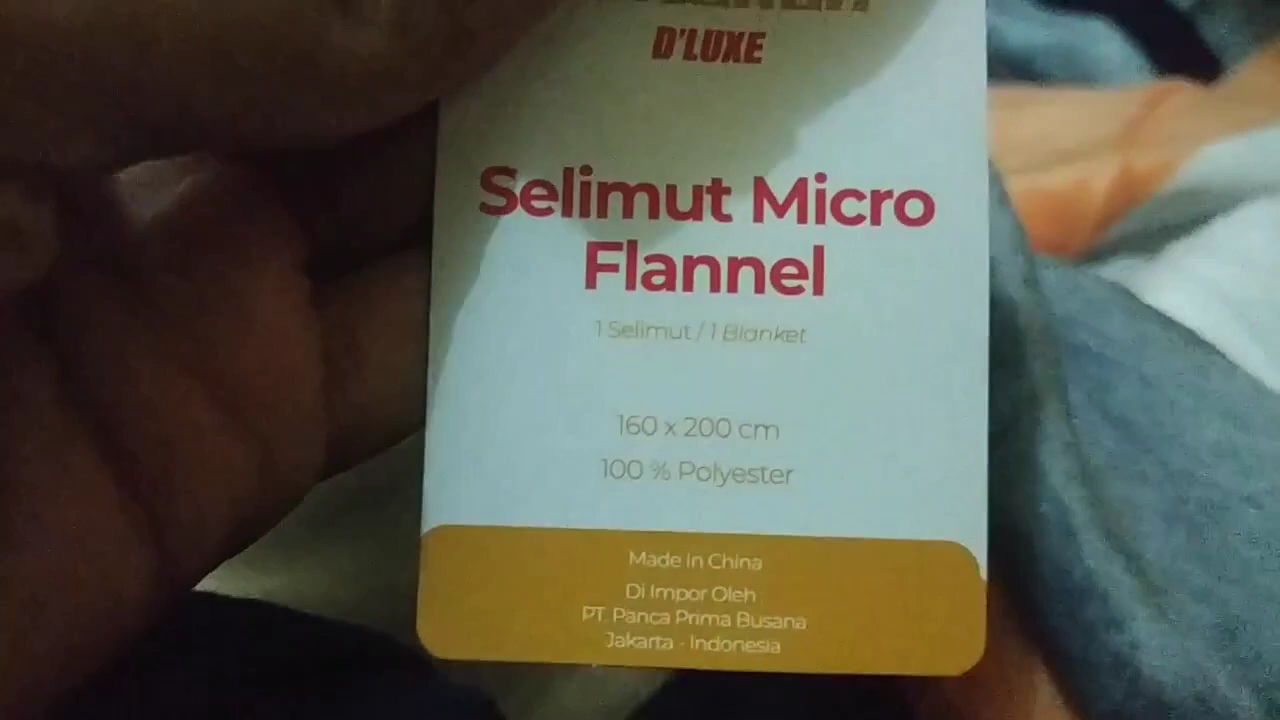 D'LUXE
Selimut Micro
Flannel
1 Selimut / 1 Blanket
160 x 200 cm
100 % Polyester
Made in China
Di Impor Oleh
PT. Panca Prima Busana
Jakarta - Indonesia